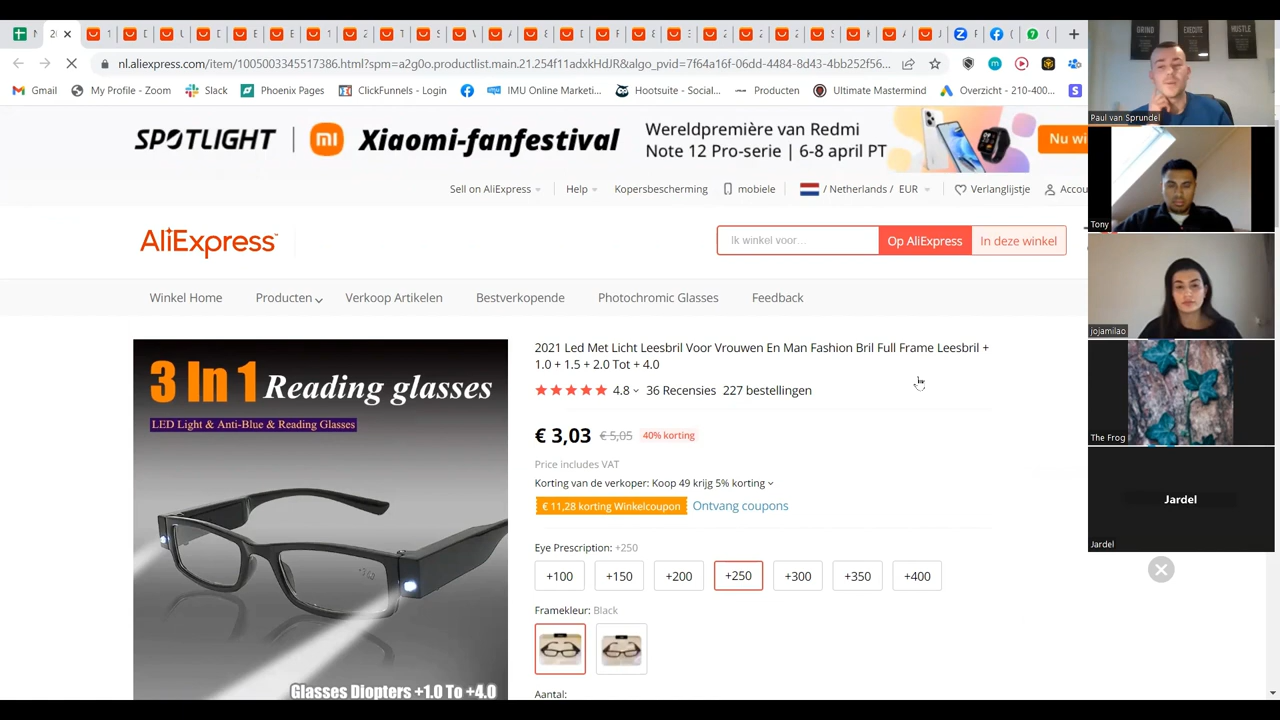 nl.aliexpress.com/item/1005003345517386.html?spm=a2g0o.productlist.main.21.254f11adxkHdJR&algo_pvid=7f64a16f-06dd-4484-8d43-4bb252f56...
Gmail
My Profile - Zoom
Slack
Phoenix Pages
ClickFunnels - Login
IMU Online Marketi...
Hootsuite - Social...
Producten
Ultimate Mastermind
Overzicht - 210-400...
SPOTLIGHT | Xiaomi-fanfestival
Wereldpremière van Redmi
Note 12 Pro-serie | 6-8 april PT
Nu wi
Sell on AliExpress
Help
Kopersbescherming
mobiele
/ Netherlands / EUR
Verlanglijstje
Accou
AliExpress
Ik winkel voor...
Op AliExpress
In deze winkel
Winkel Home
Producten
Verkoop Artikelen
Bestverkopende
Photochromic Glasses
Feedback
3 In 1 Reading glasses
LED Light & Anti-Blue & Reading Glasses
Glasses Diopters +1.0 To +4.0
2021 Led Met Licht Leesbril Voor Vrouwen En Man Fashion Bril Full Frame Leesbril +
1.0 + 1.5 + 2.0 Tot + 4.0
4.8
36 Recensies
227 bestellingen
€ 3,03 € 5,05 40% korting
Price includes VAT
Korting van de verkoper: Koop 49 krijg 5% korting
€ 11,28 korting Winkelcoupon
Ontvang coupons
Eye Prescription: +250
+100
+150
+200
+250
+300
+350
+400
Framekleur: Black
Aantal:
GRIND
EXECUTE
HUSTLE
Paul van Sprundel
Tony
jojamilao
The Frog
Jardel
Jardel